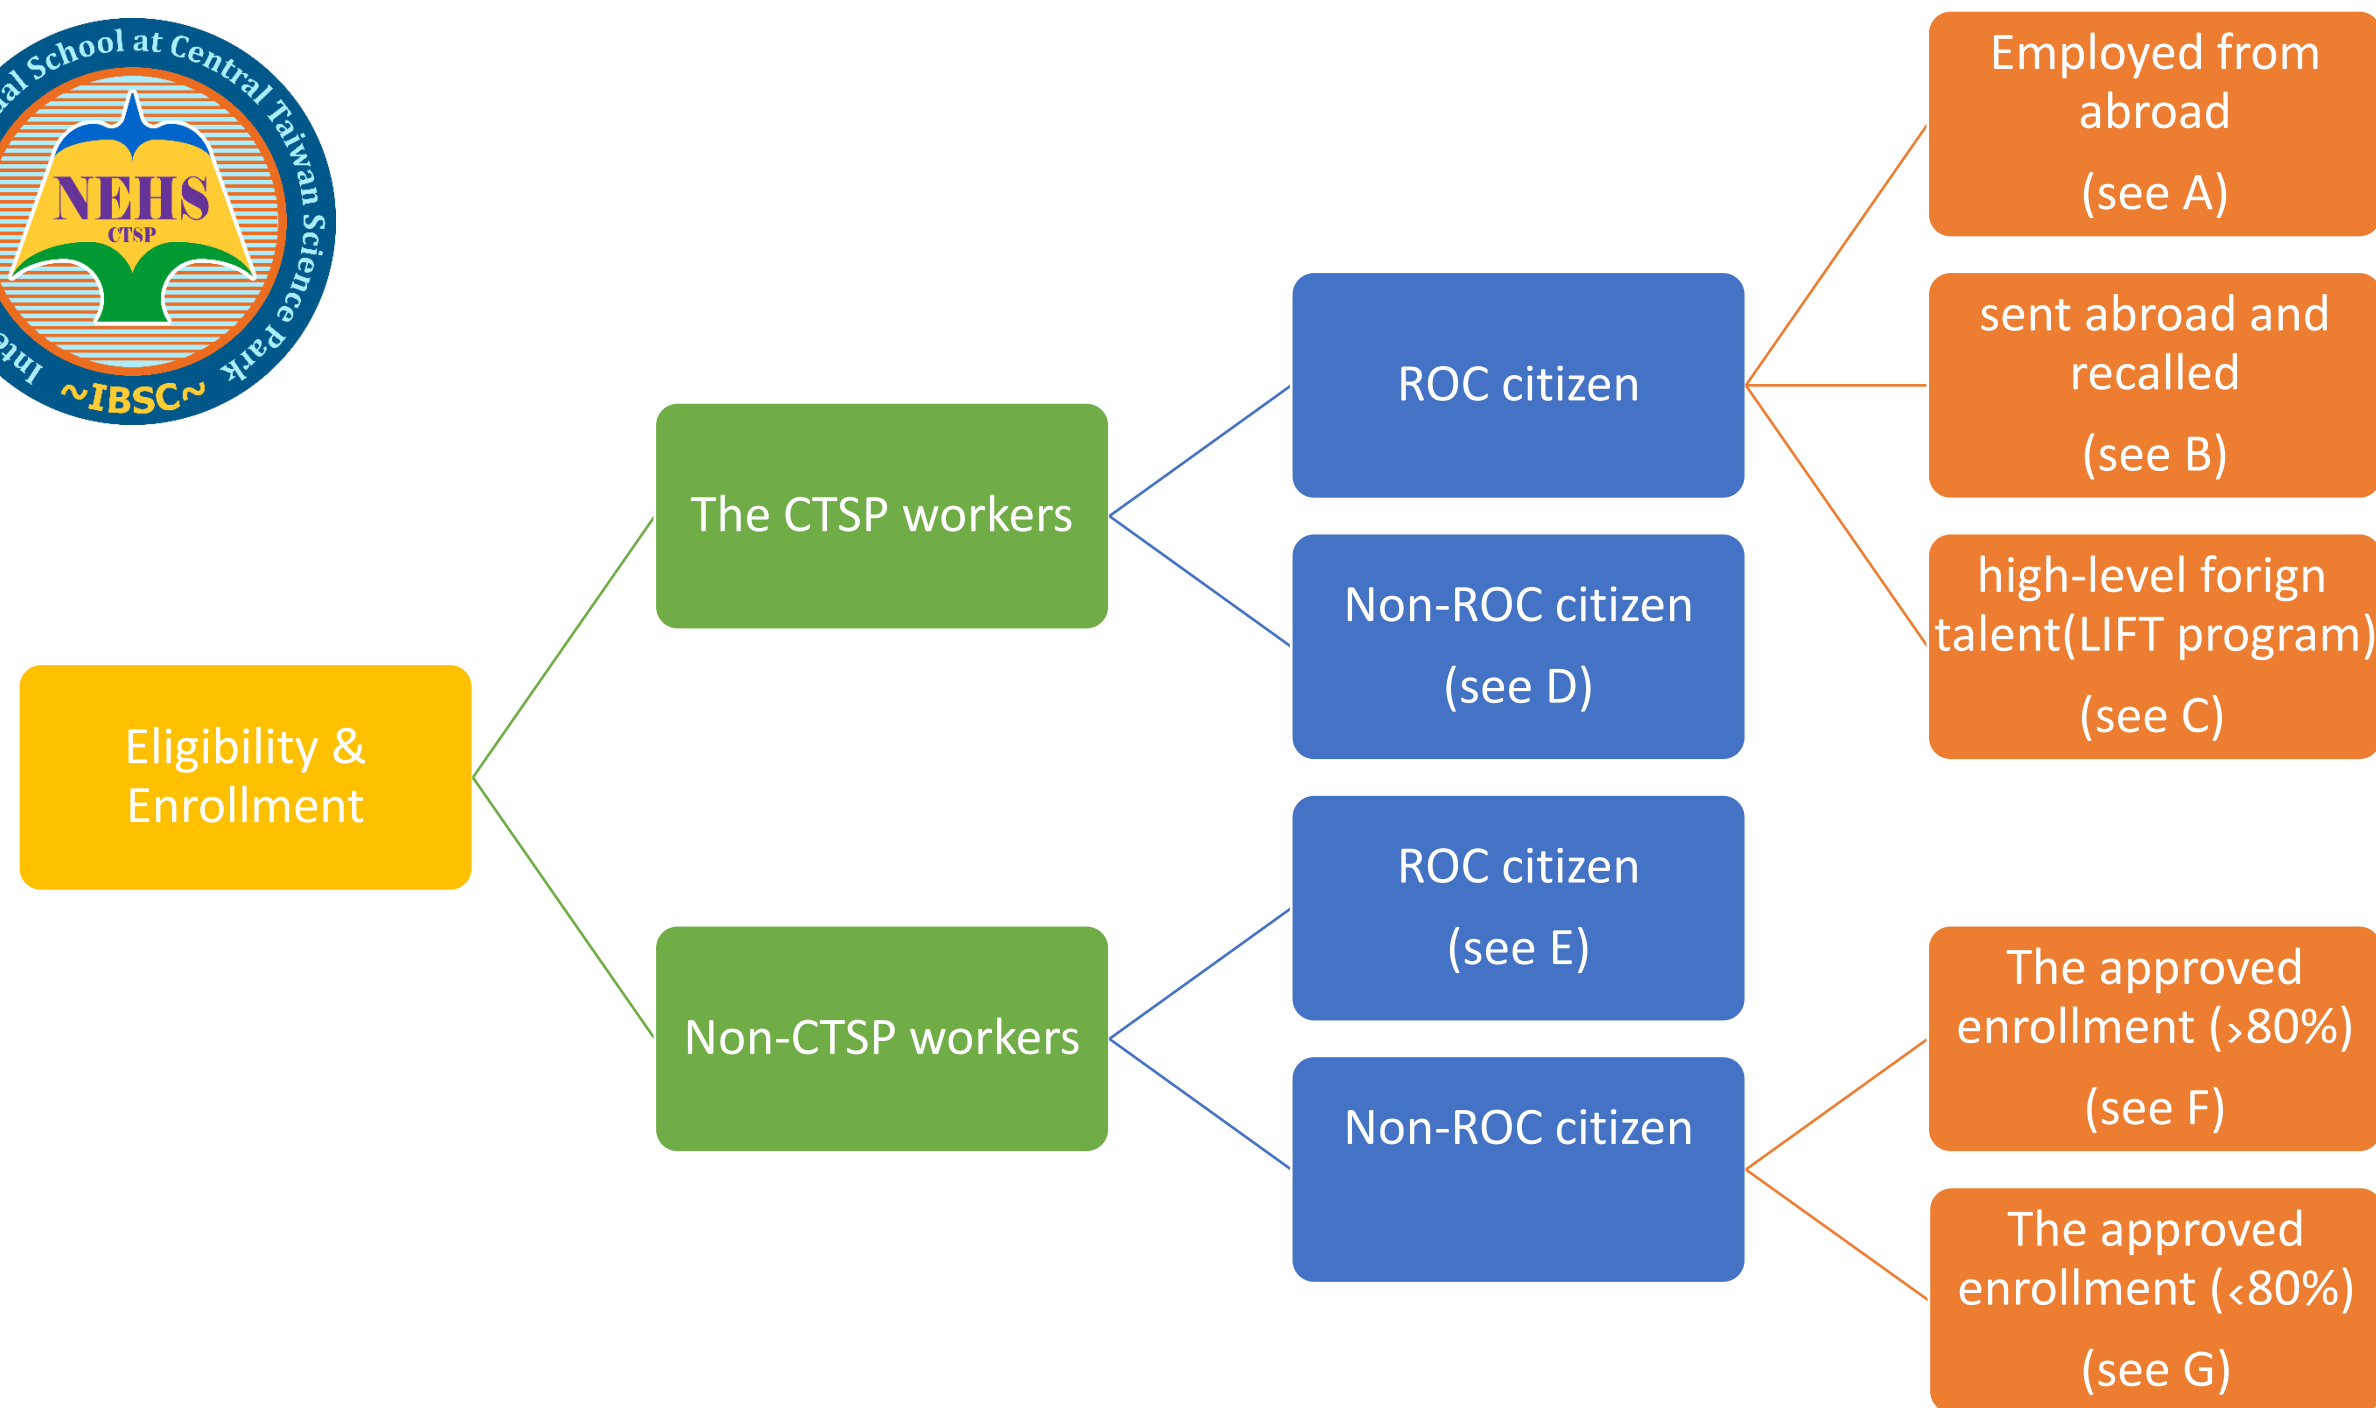 School at Central Taiwan Science Park
NEHS
CTSP
~IBSC~
Eligibility &
Enrollment
The CTSP workers
Non-CTSP workers
ROC citizen
Non-ROC citizen
(see D)
ROC citizen
(see E)
Non-ROC citizen
Employed from
abroad
(see A)
sent abroad and
recalled
(see B)
high-level forign
talent(LIFT program)
(see C)
The approved
enrollment (>80%)
(see F)
The approved
enrollment (<80%)
(see G)